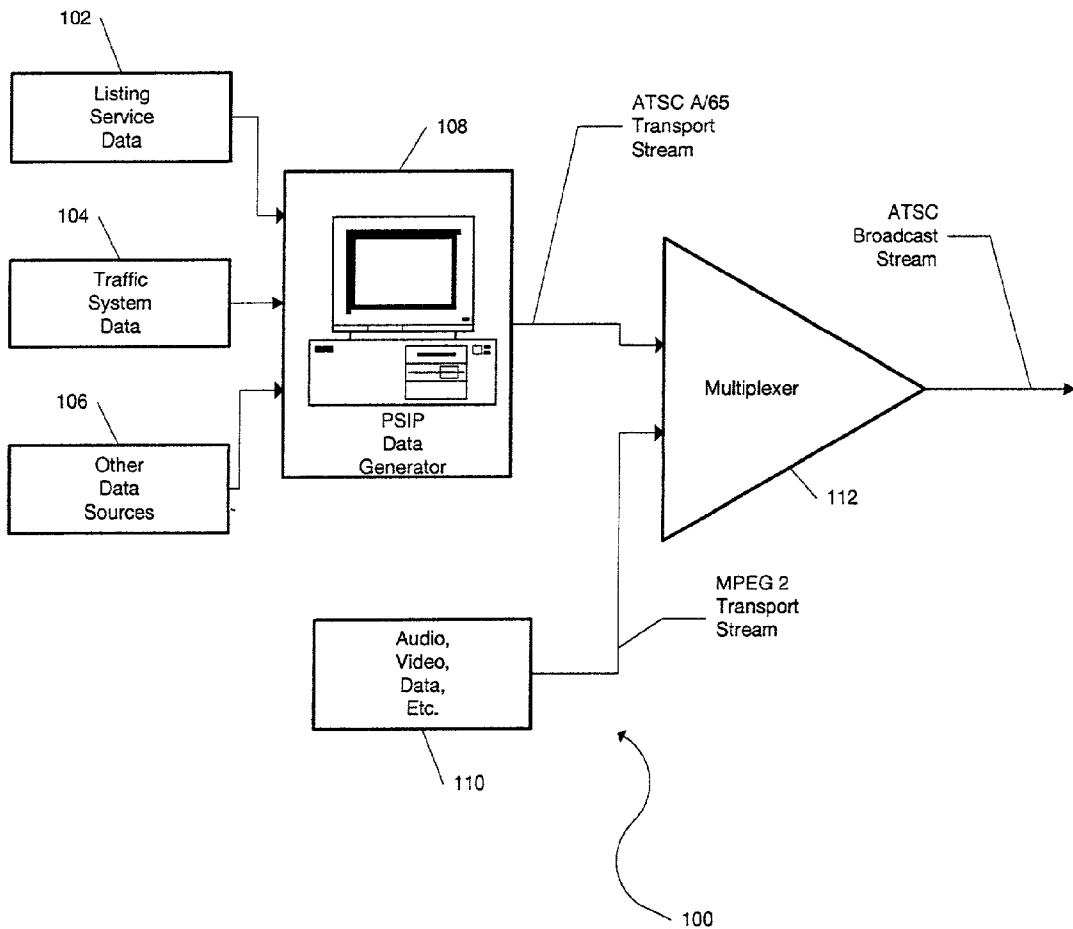 102
Listing
Service
Data
104
Traffic
System
Data
106
Other
Data
Sources
108
PSIP
Data
Generator
ATSC A/65
Transport
Stream
ATSC
Broadcast
Stream
Multiplexer
112
MPEG 2
Transport
Stream
Audio,
Video,
Data,
Etc.
110
100